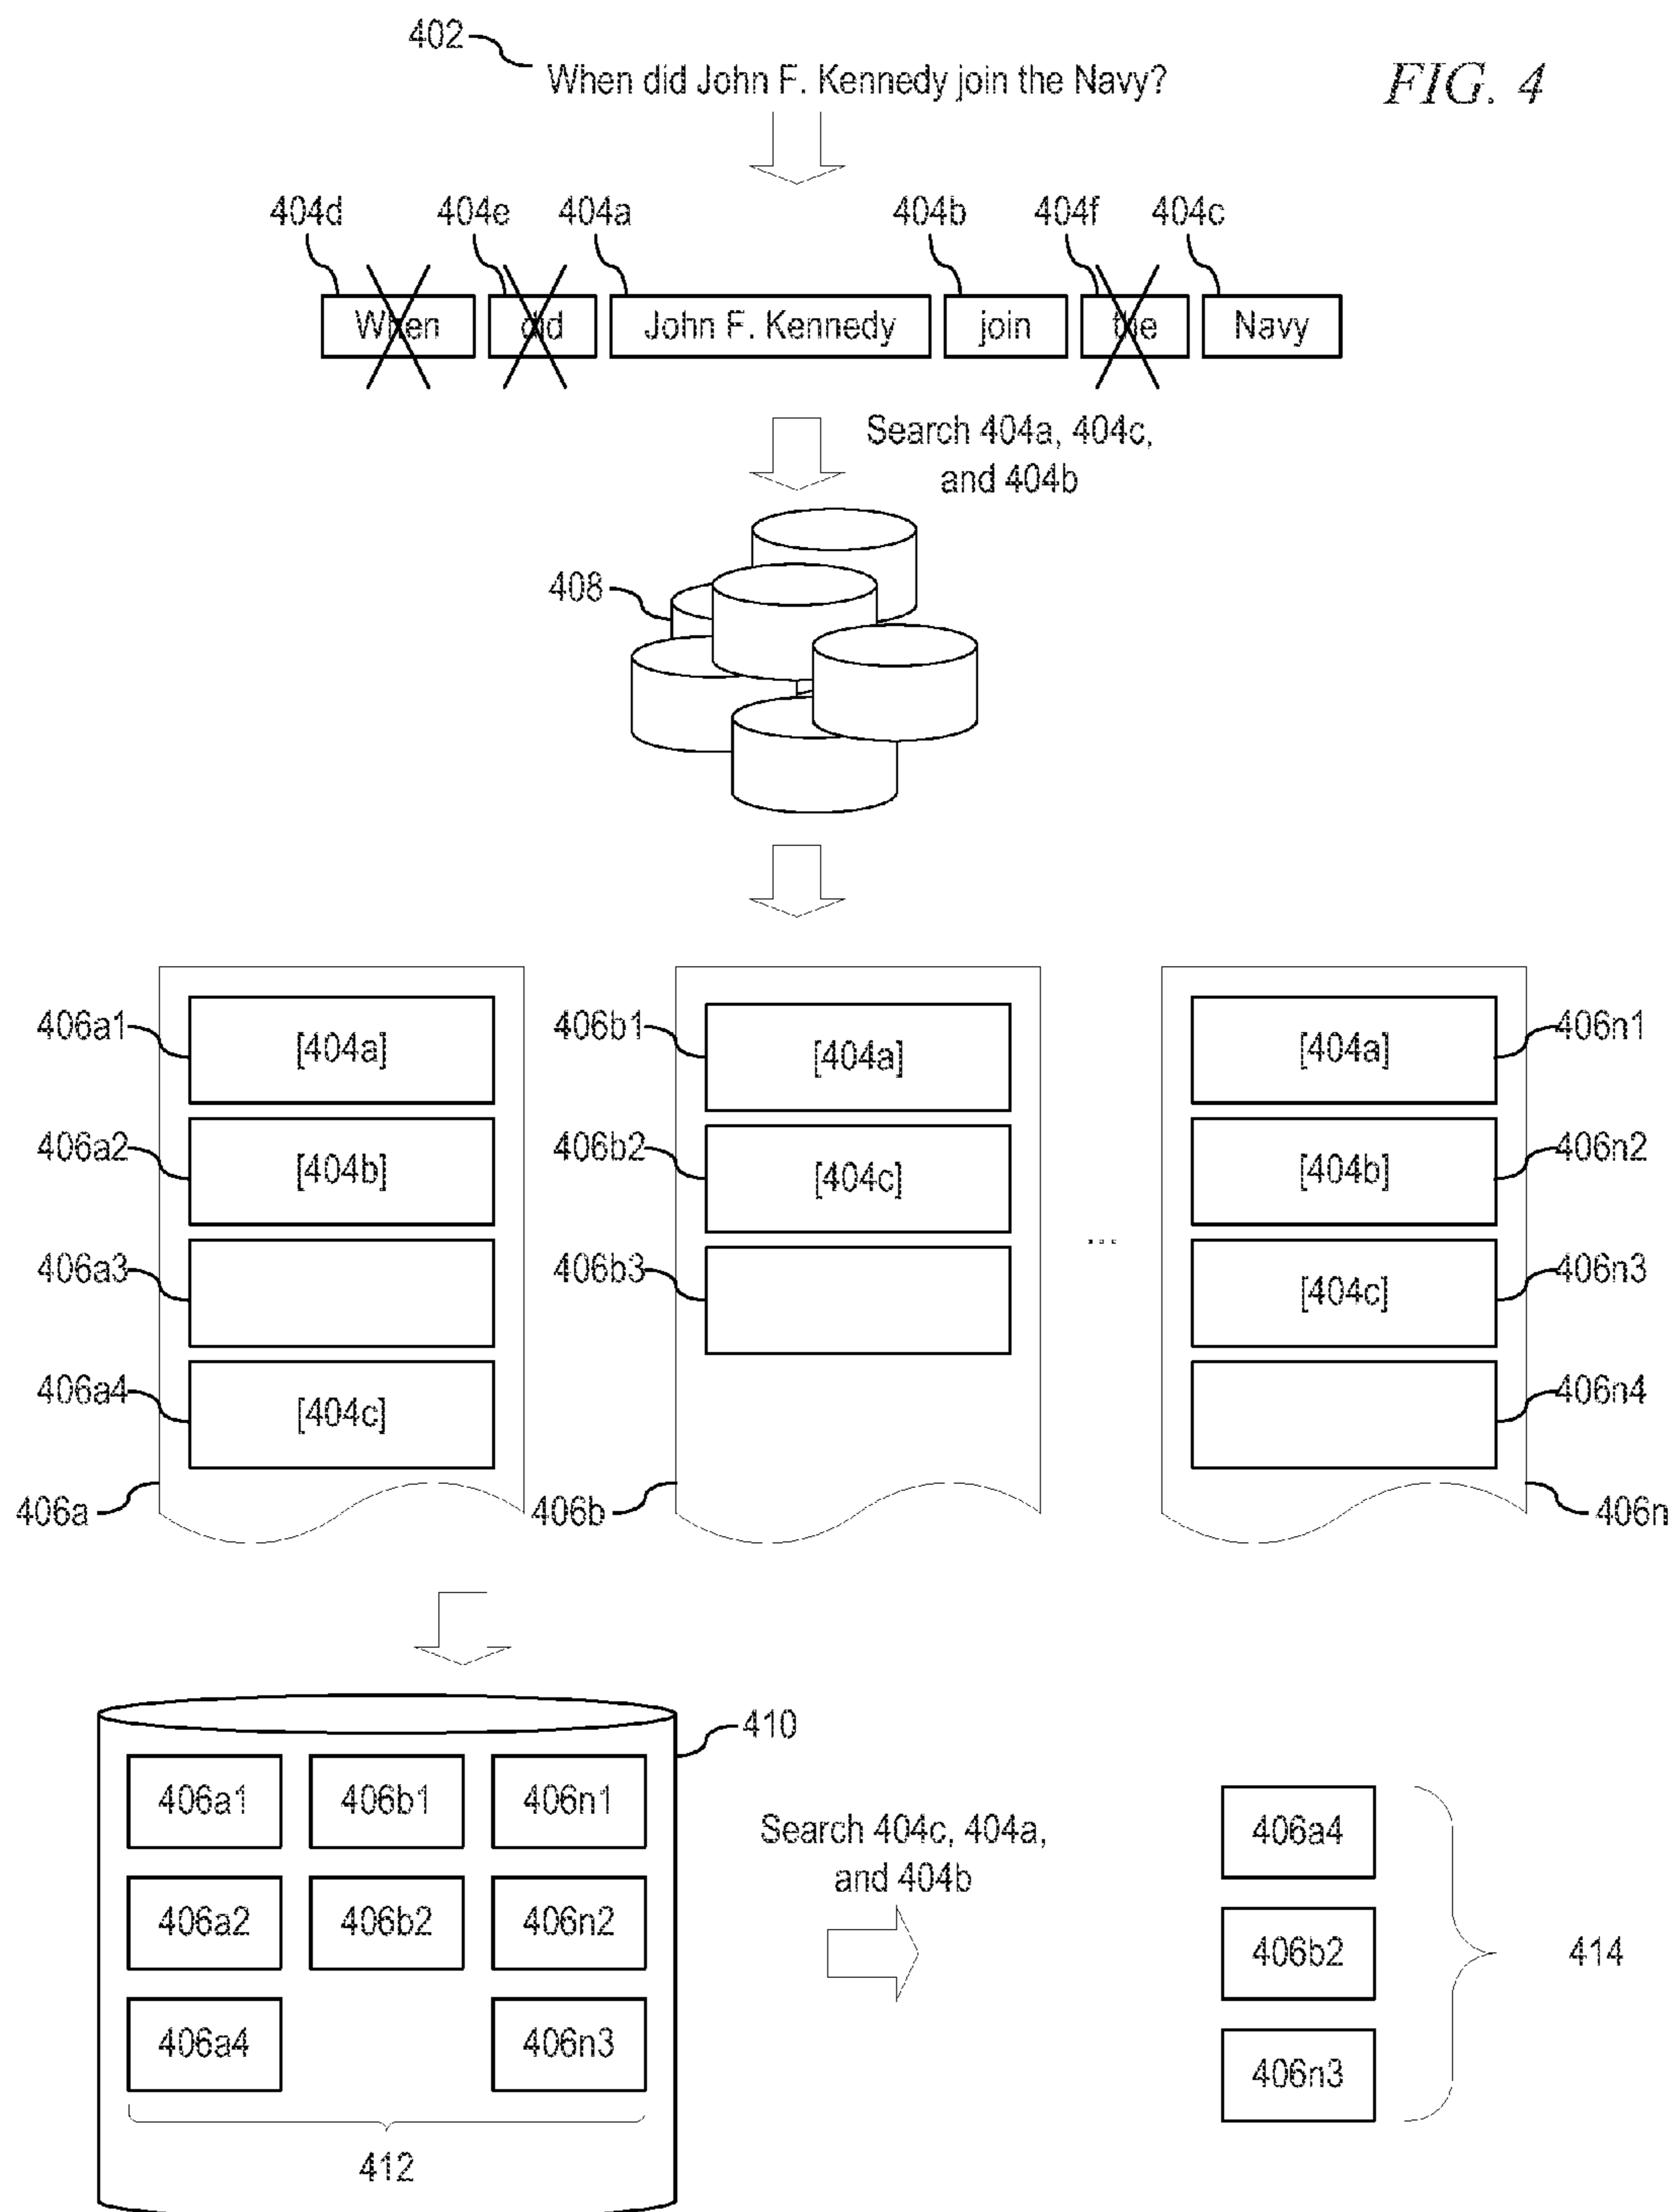 402
When did John F. Kennedy join the Navy?
FIG. 4
404d 404e 404a 404b 404f 404c
When did John F. Kennedy join the Navy
Search 404a, 404c,
and 404b
408
406a1 [404a] 406b1 [404a] [404a] 406n1
406a2 [404b] 406b2 [404c] [404b] 406n2
406a3 406b3 ... [404c] 406n3
406a4 [404c] 406n4
406a 406b 406n
410
406a1 406b1 406n1
406a2 406b2 406n2
406a4 406n3
412
Search 404c, 404a,
and 404b
406a4
406b2
406n3
414